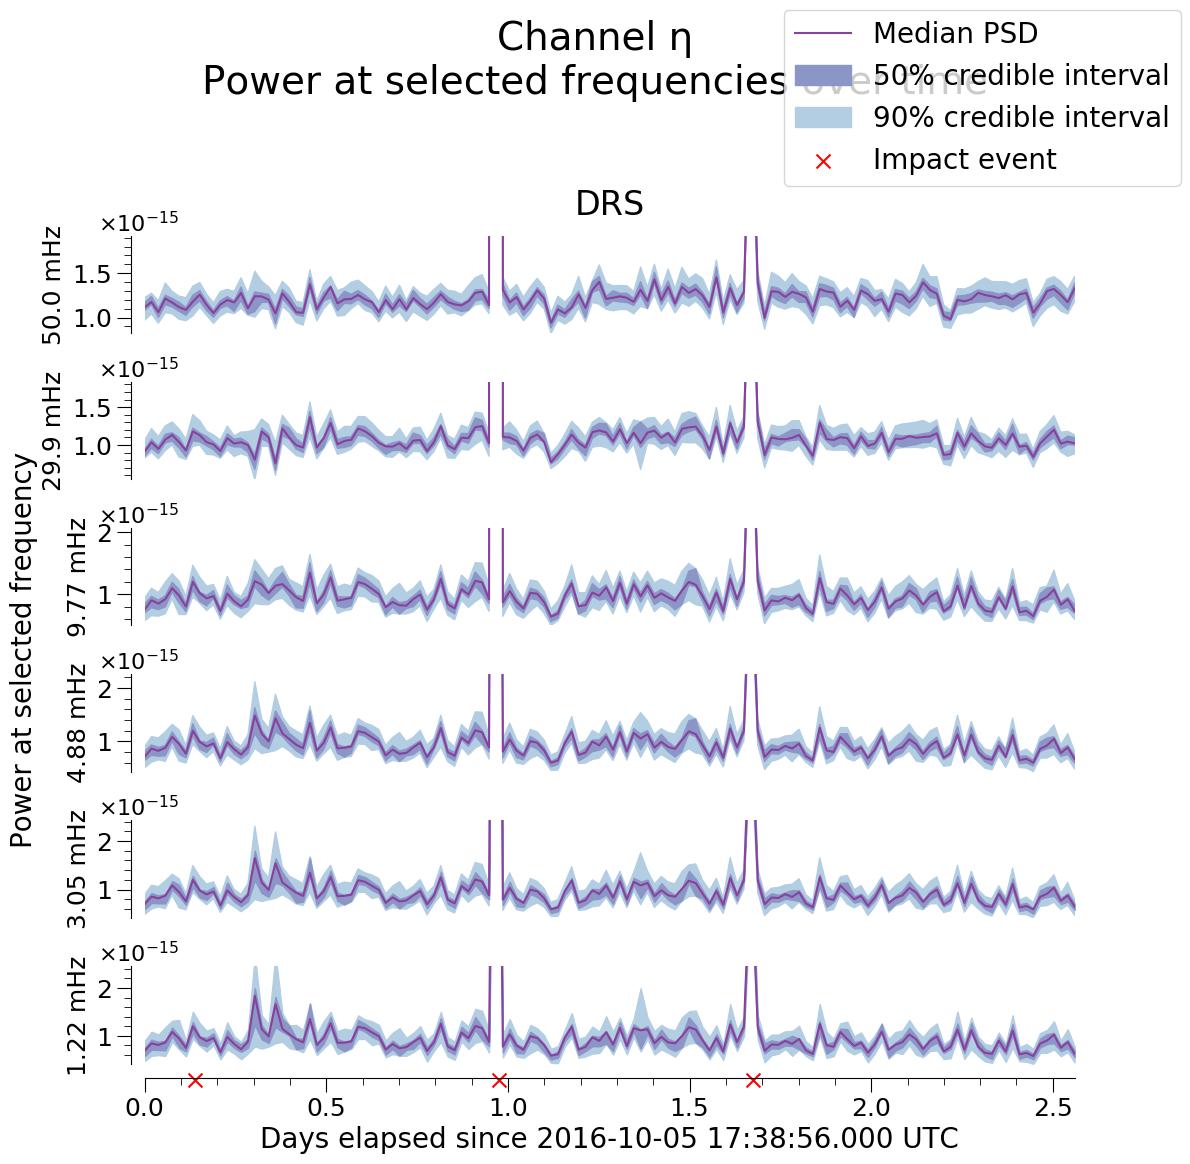 Channel η
Power at selected frequencies over time
Median PSD
50% credible interval
90% credible interval
Impact event
DRS
×10⁻¹⁵
50.0 mHz
1.5
1.0
×10⁻¹⁵
29.9 mHz
1.5
1.0
×10⁻¹⁵
9.77 mHz
2
1
×10⁻¹⁵
4.88 mHz
2
1
×10⁻¹⁵
3.05 mHz
2
1
×10⁻¹⁵
1.22 mHz
2
1
Power at selected frequency
0.0 0.5 1.0 1.5 2.0 2.5
Days elapsed since 2016-10-05 17:38:56.000 UTC